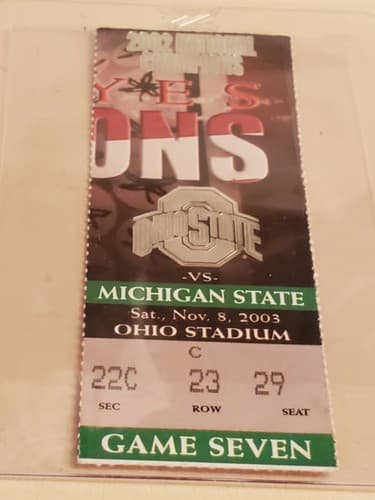 2002 NATIONAL
CHAMPIONS
YES
ONS
OHIO STATE
-VS-
MICHIGAN STATE
Sat., Nov. 8, 2003
OHIO STADIUM
C
22C 23 29
SEC ROW SEAT
GAME SEVEN